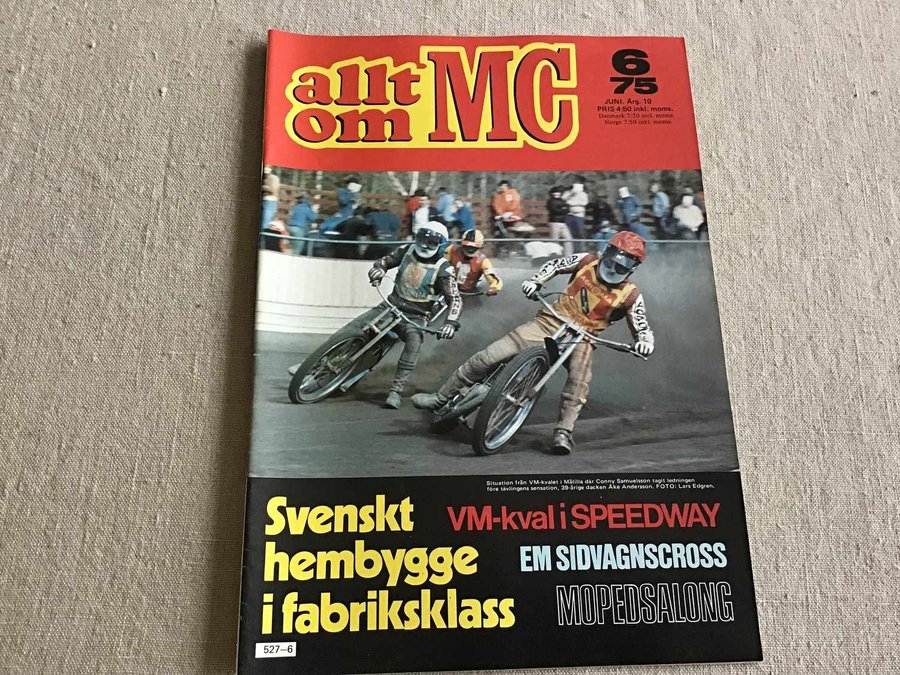 allt om MC
6
75
JUNI. Årg. 10
PRIS 4:50 inkl. moms.
Danmark 7:50 incl. moms.
Norge 7:50 inkl. moms.
Situation från VM-kvalet i Målilla där Conny Samuelsson tagit ledningen
före tävlingens sensation, 39-årige dacken Åke Andersson. FOTO: Lars Edgren.
Svenskt
hembygge
i fabriksklass
VM-kval i SPEEDWAY
EM SIDVAGNSCROSS
MOPEDSALONG
527-6